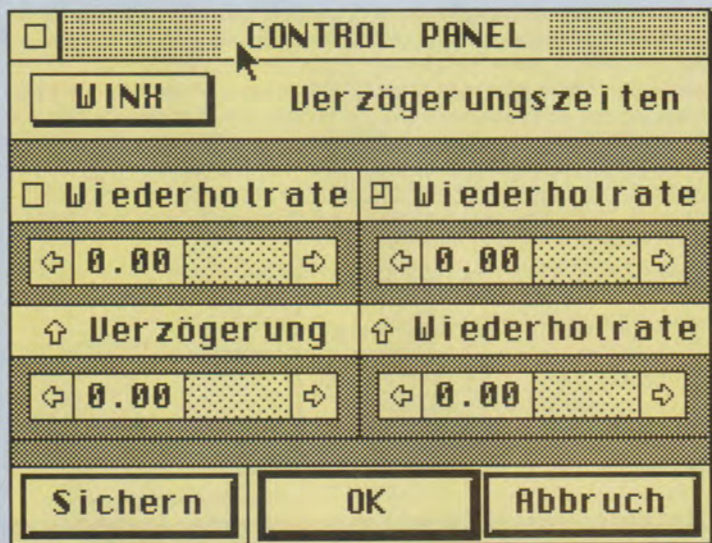 CONTROL PANEL
WINX Verzögerungszeiten
Wiederholrate Wiederholrate
0.00 0.00
Verzögerung Wiederholrate
0.00 0.00
Sichern OK Abbruch